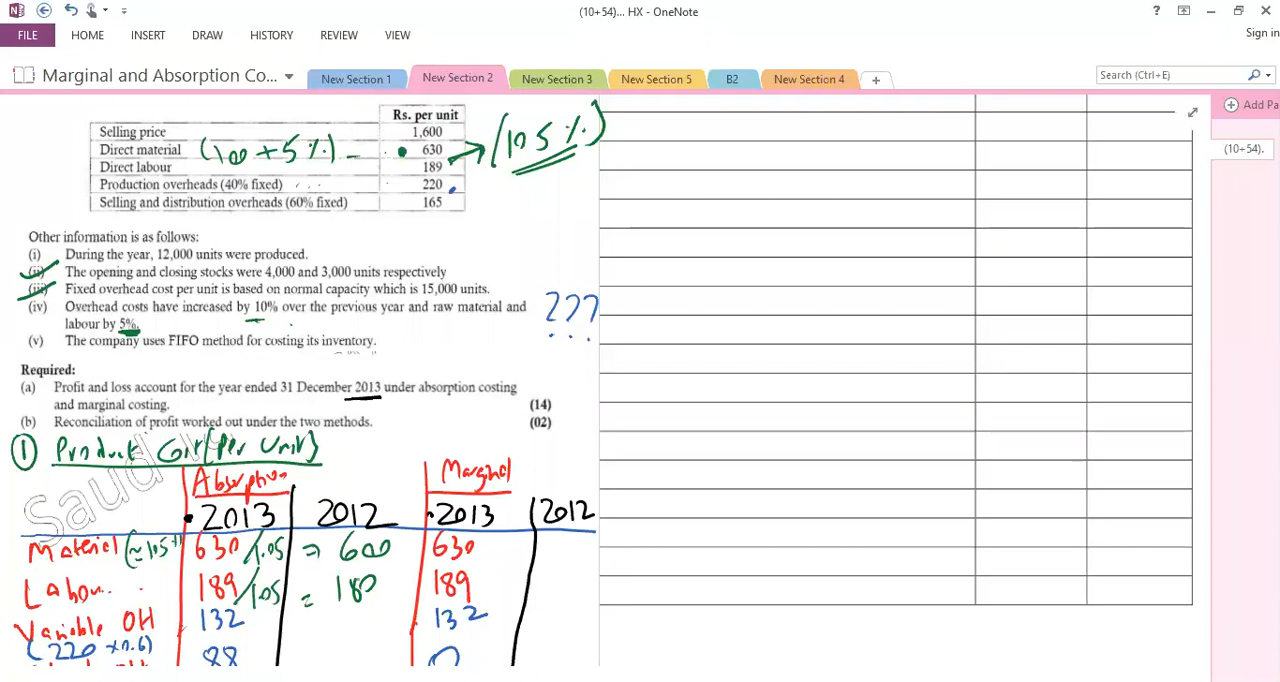 (10+54)... HX - OneNote
Sign in
FILE HOME INSERT DRAW HISTORY REVIEW VIEW
Marginal and Absorption Co... New Section 1 New Section 2 New Section 3 New Section 5 B2 New Section 4 + Search (Ctrl+E)
Add Pa
(10+54).
Rs. per unit
Selling price 1,600
Direct material (100 + 5%) 630 (105%)
Direct labour 189
Production overheads (40% fixed) 220
Selling and distribution overheads (60% fixed) 165
Other information is as follows:
(i) During the year, 12,000 units were produced.
(ii) The opening and closing stocks were 4,000 and 3,000 units respectively
(iii) Fixed overhead cost per unit is based on normal capacity which is 15,000 units.
(iv) Overhead costs have increased by 10% over the previous year and raw material and
labour by 5%.
???
(v) The company uses FIFO method for costing its inventory.
Required:
(a) Profit and loss account for the year ended 31 December 2013 under absorption costing
and marginal costing. (14)
(b) Reconciliation of profit worked out under the two methods. (02)
① Product Cost (Per Unit)
Absorption Marginal
2013 2012 2013 2012
Material 630 /1.05 = 600 630
Labour 189 /1.05 = 180 189
Variable OH 132 132
(220 × 0.6)
88 0